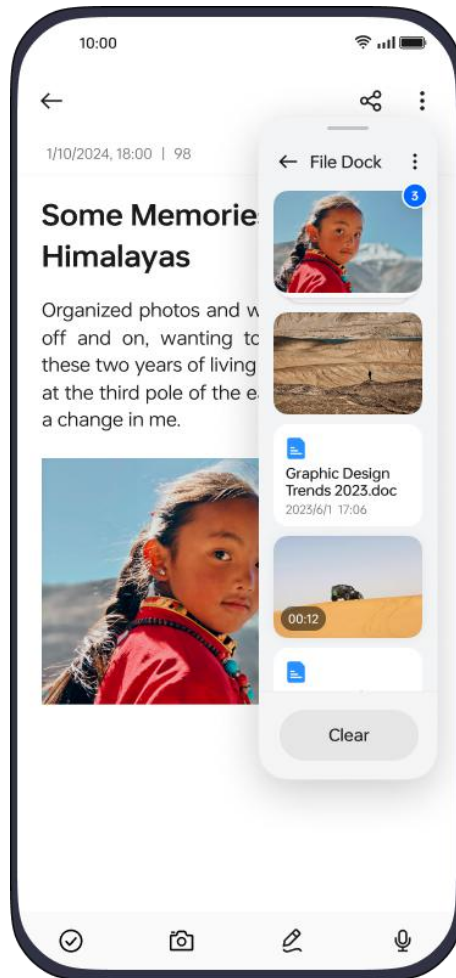 10:00
1/10/2024, 18:00 | 98
Some Memories
Himalayas
Organized photos and w
off and on, wanting to
these two years of living
at the third pole of the e
a change in me.
File Dock
3
Graphic Design
Trends 2023.doc
2023/6/1 17:06
00:12
Clear